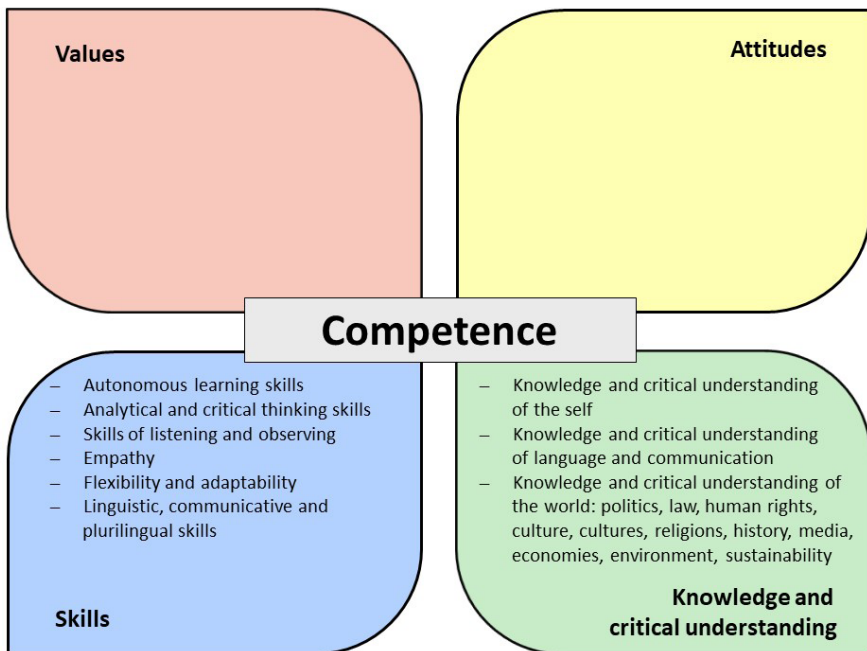 Values
Attitudes
Competence
– Autonomous learning skills
– Analytical and critical thinking skills
– Skills of listening and observing
– Empathy
– Flexibility and adaptability
– Linguistic, communicative and
plurilingual skills
Skills
– Knowledge and critical understanding
of the self
– Knowledge and critical understanding
of language and communication
– Knowledge and critical understanding of
the world: politics, law, human rights,
culture, cultures, religions, history, media,
economies, environment, sustainability
Knowledge and
critical understanding